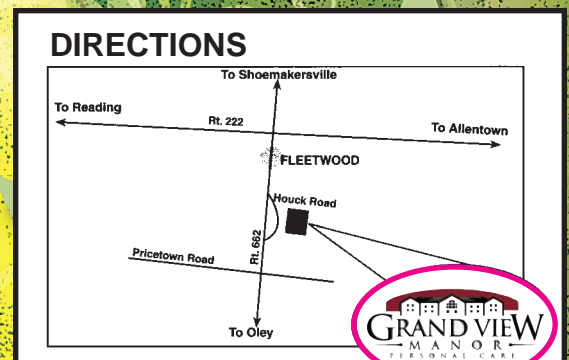 DIRECTIONS
To Shoemakersville
To Reading
Rt. 222
To Allentown
FLEETWOOD
Houck Road
Rt. 662
Pricetown Road
To Oley
GRAND VIEW
MANOR
PERSONAL CARE